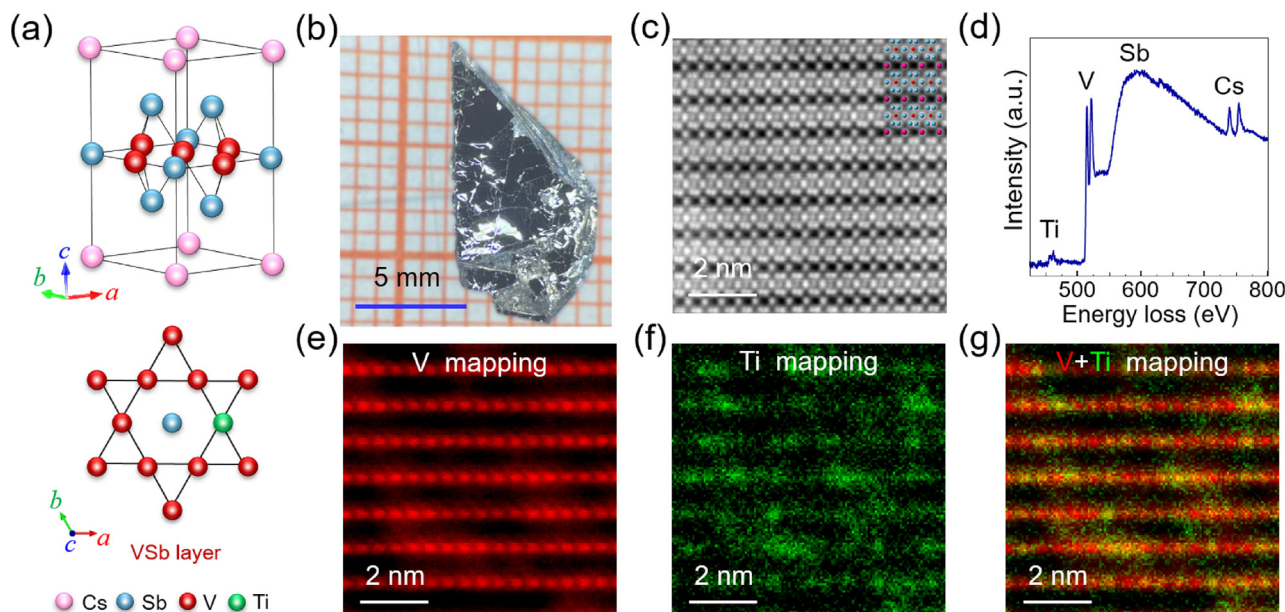 (a)
c
b
a
b
c
a
VSb layer
Cs Sb V Ti
(b)
5 mm
(c)
2 nm
(d)
Intensity (a.u.)
Ti
V
Sb
Cs
500 600 700 800
Energy loss (eV)
(e)
V mapping
2 nm
(f)
Ti mapping
2 nm
(g)
V+Ti mapping
2 nm